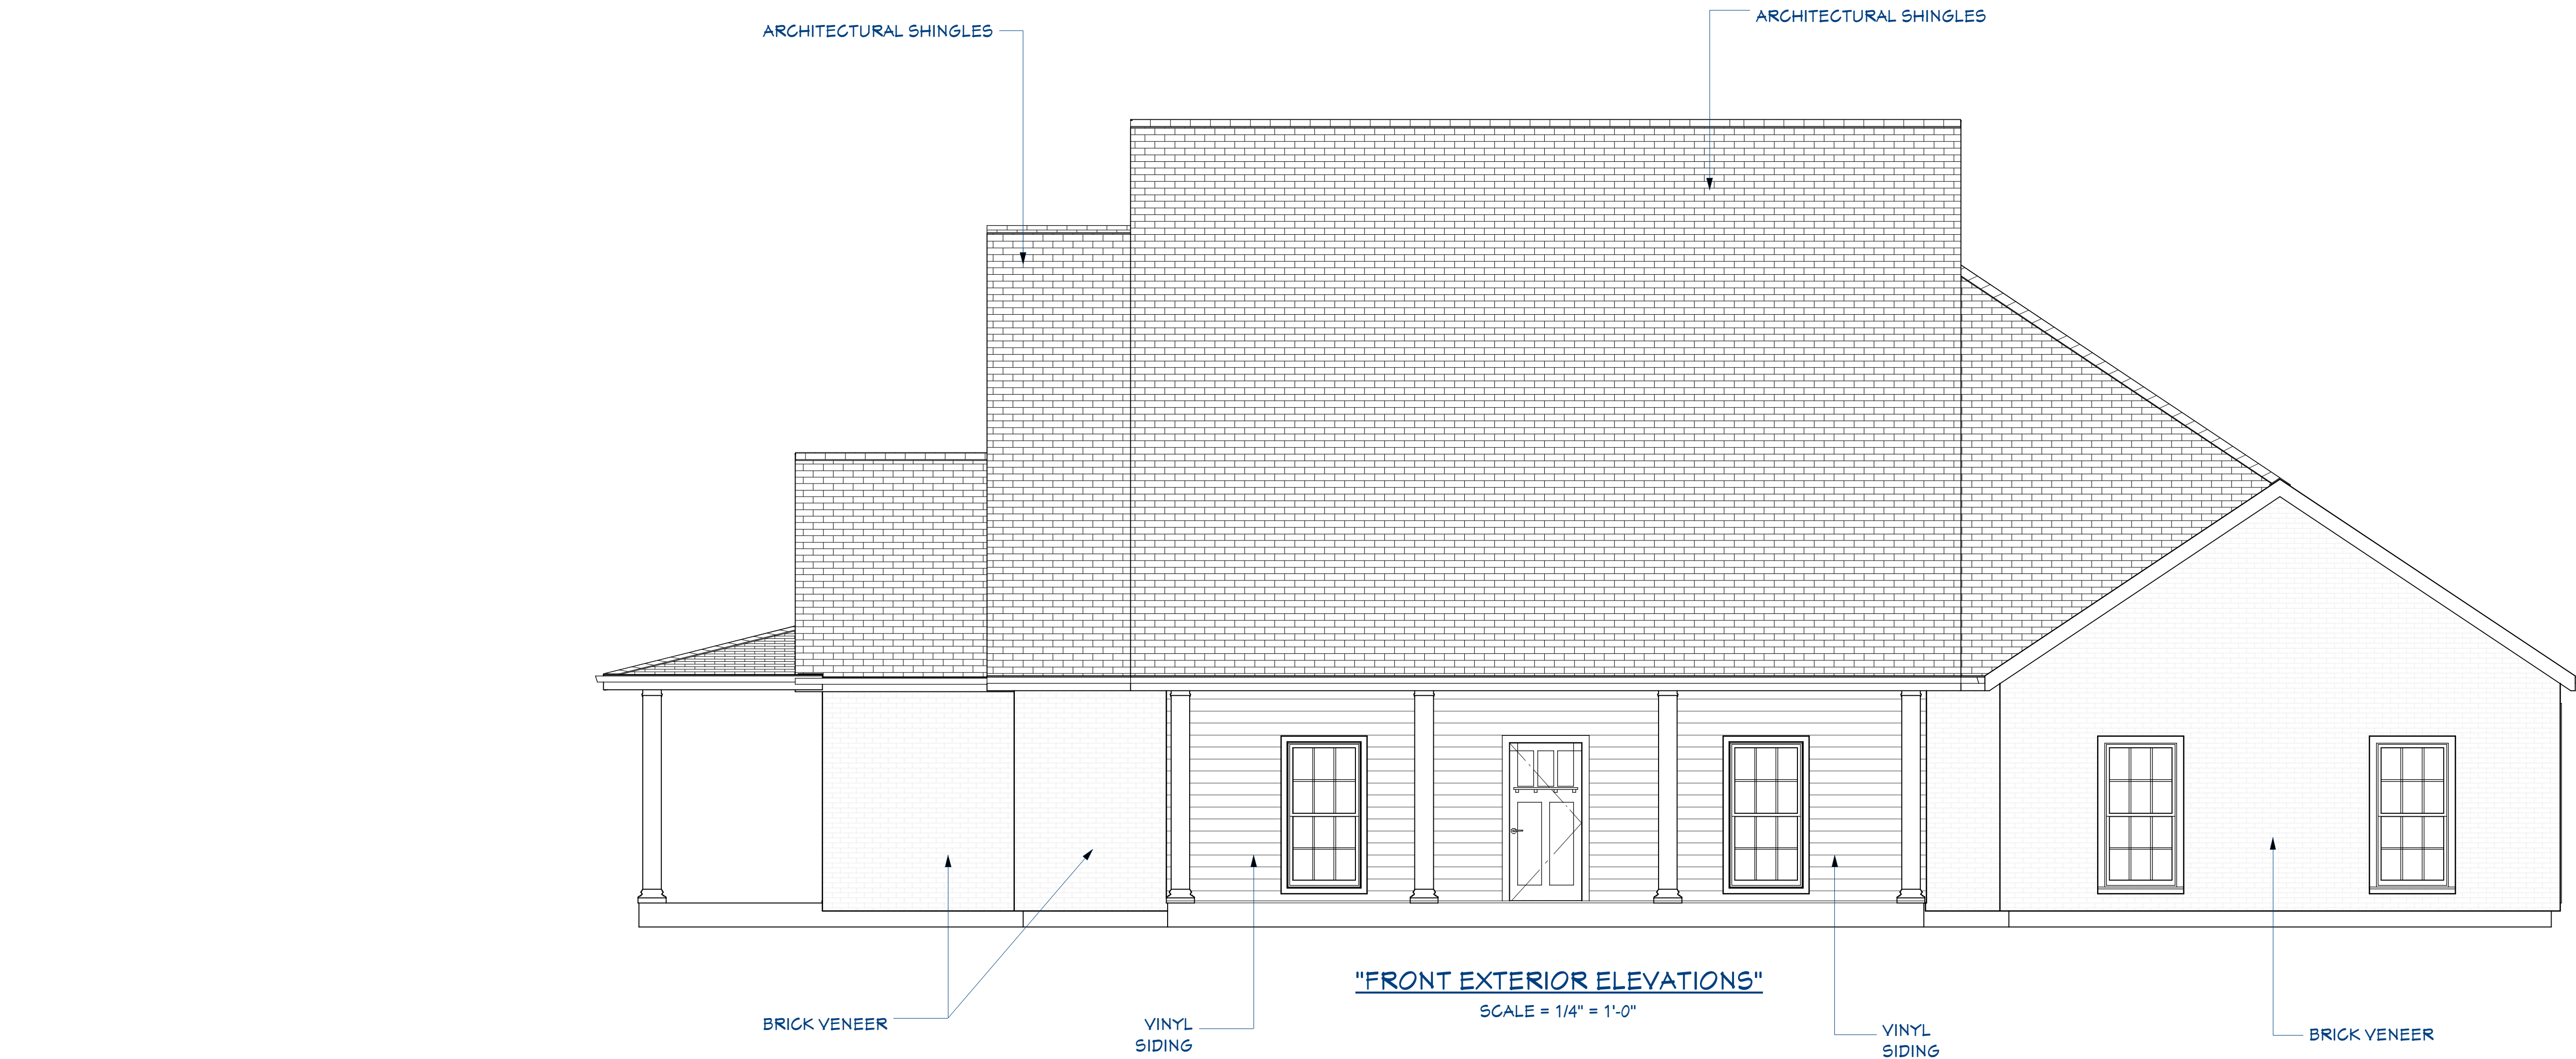 ARCHITECTURAL SHINGLES
ARCHITECTURAL SHINGLES
"FRONT EXTERIOR ELEVATIONS"
SCALE = 1/4" = 1'-0"
BRICK VENEER
VINYL
SIDING
VINYL
SIDING
BRICK VENEER